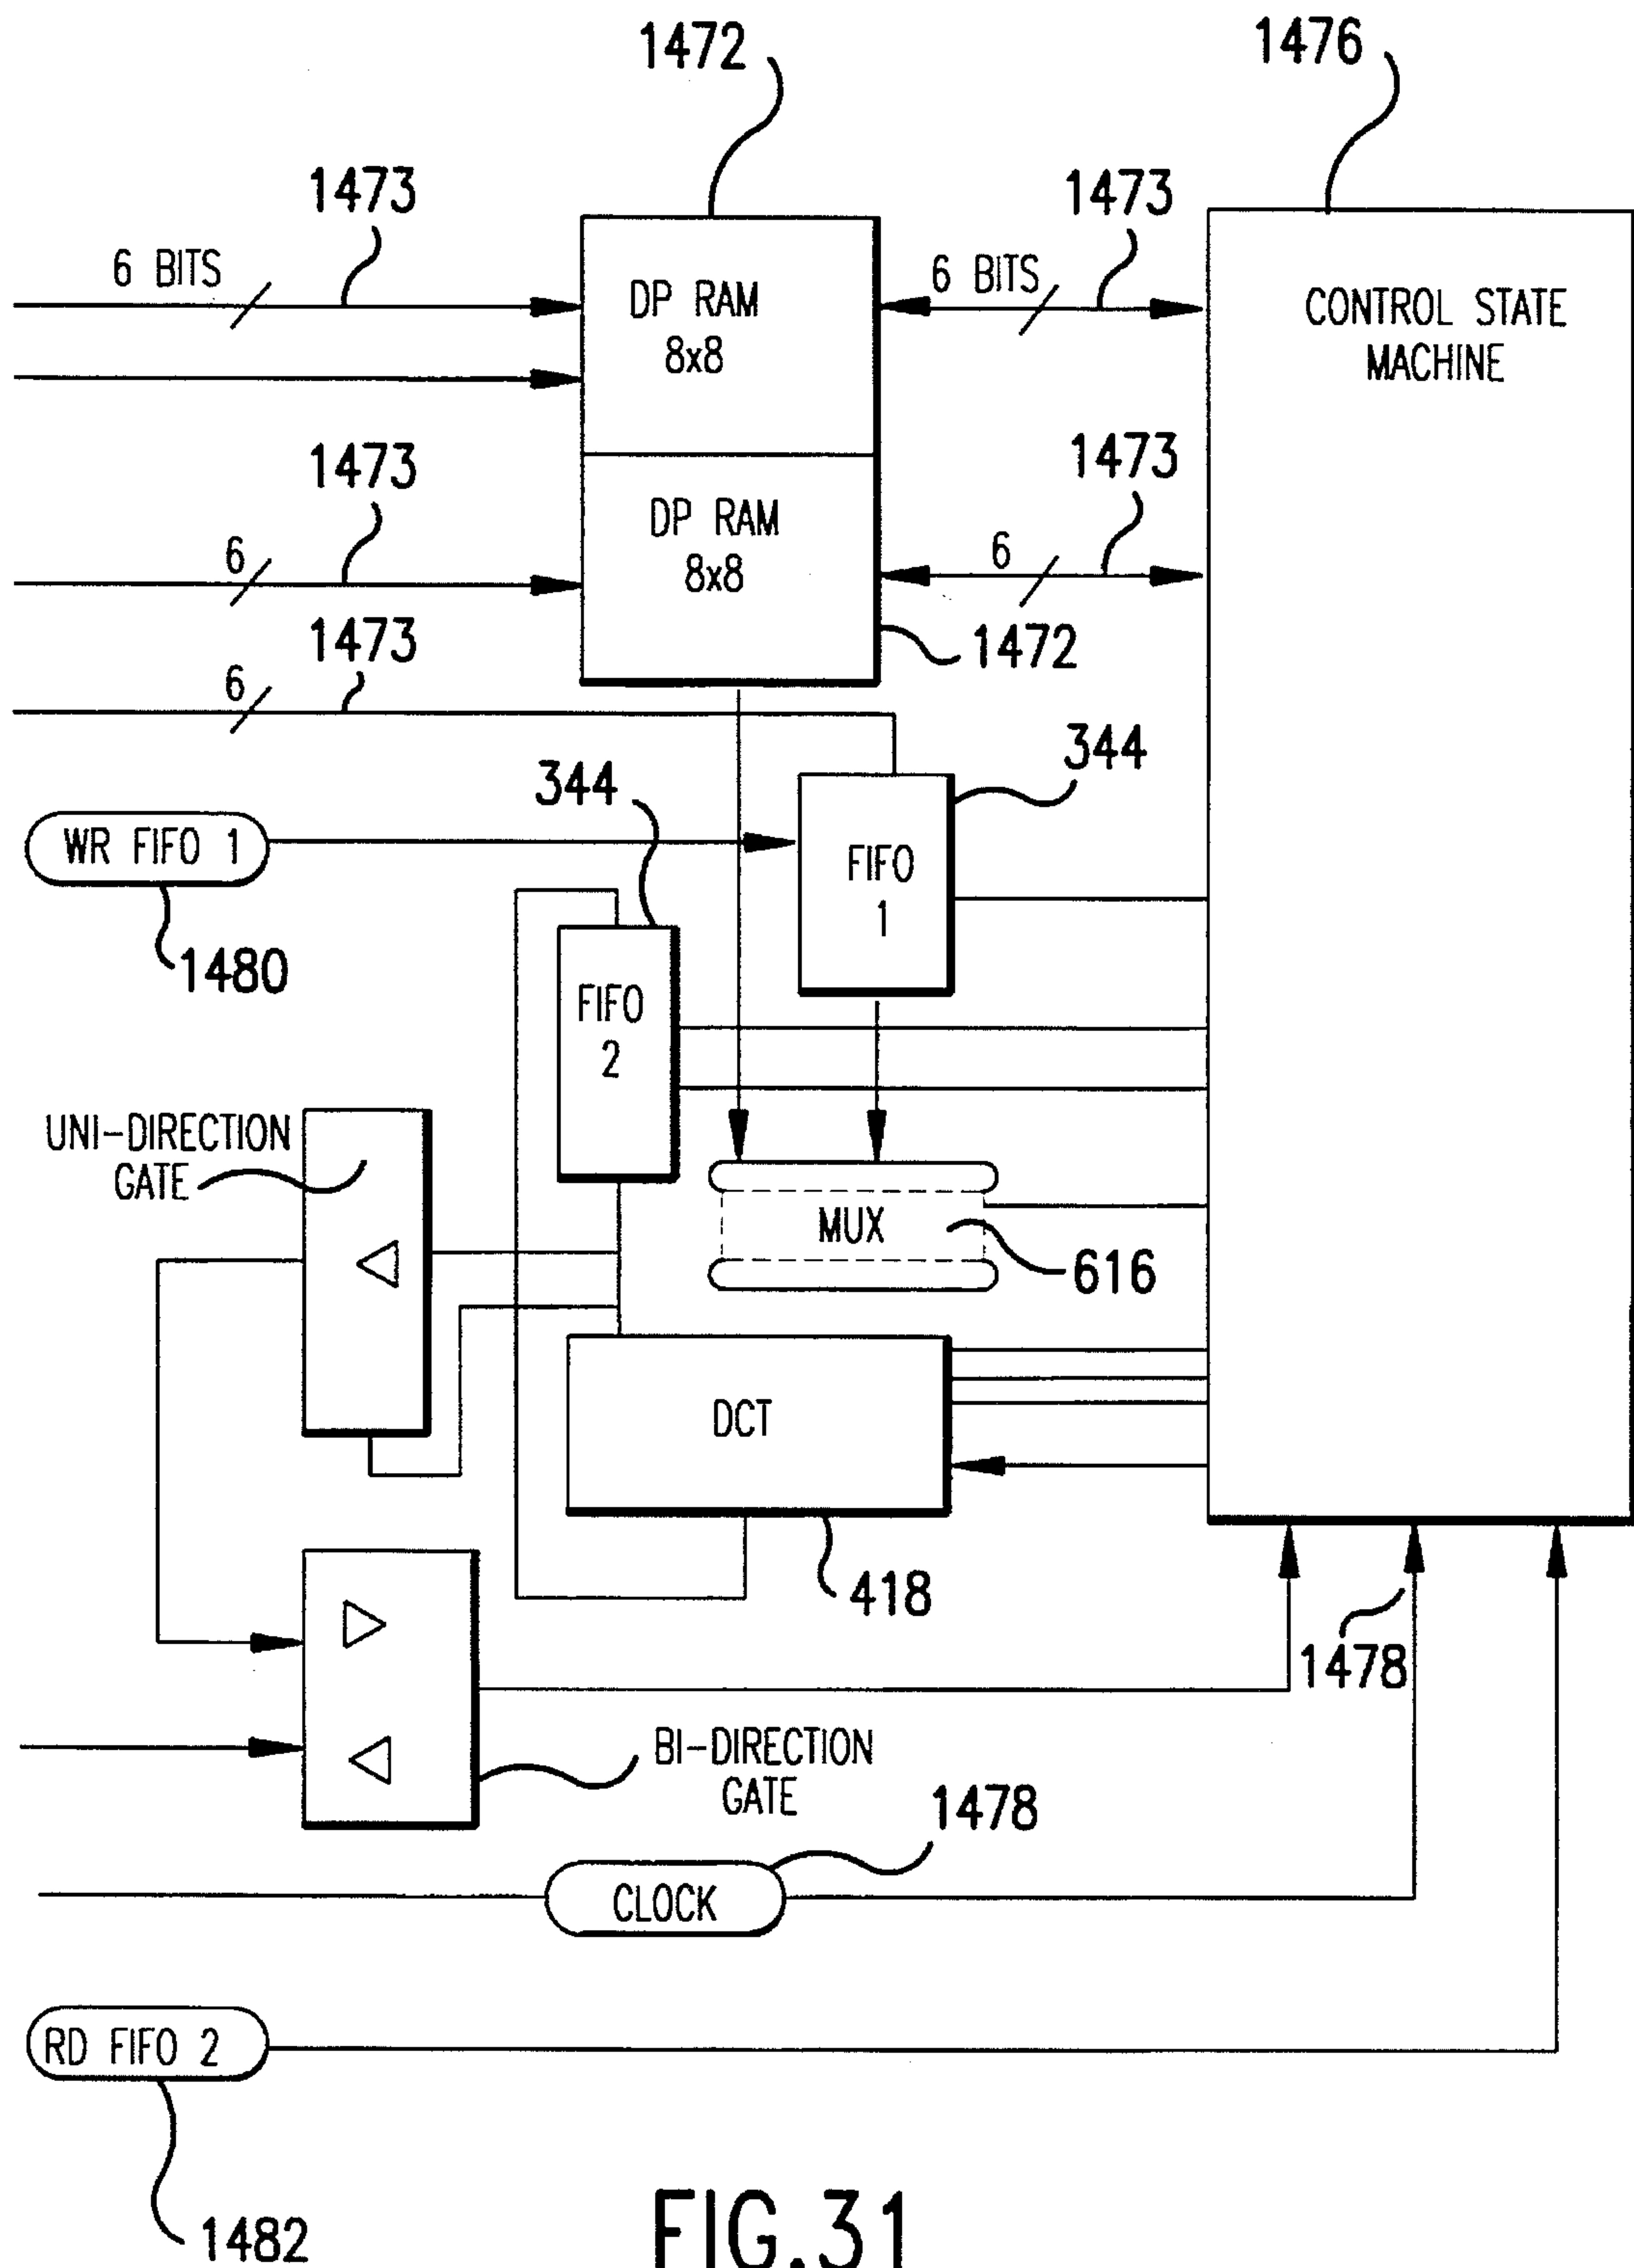 1472
1476
1473
1473
6 BITS
6 BITS
DP RAM
8x8
CONTROL STATE
MACHINE
1473
1473
DP RAM
8x8
6
6
1473
1472
6
344
344
WR FIFO 1
FIFO
1
1480
FIFO
2
UNI-DIRECTION
GATE
MUX
616
DCT
418
1478
BI-DIRECTION
GATE
1478
CLOCK
RD FIFO 2
1482
FIG.31